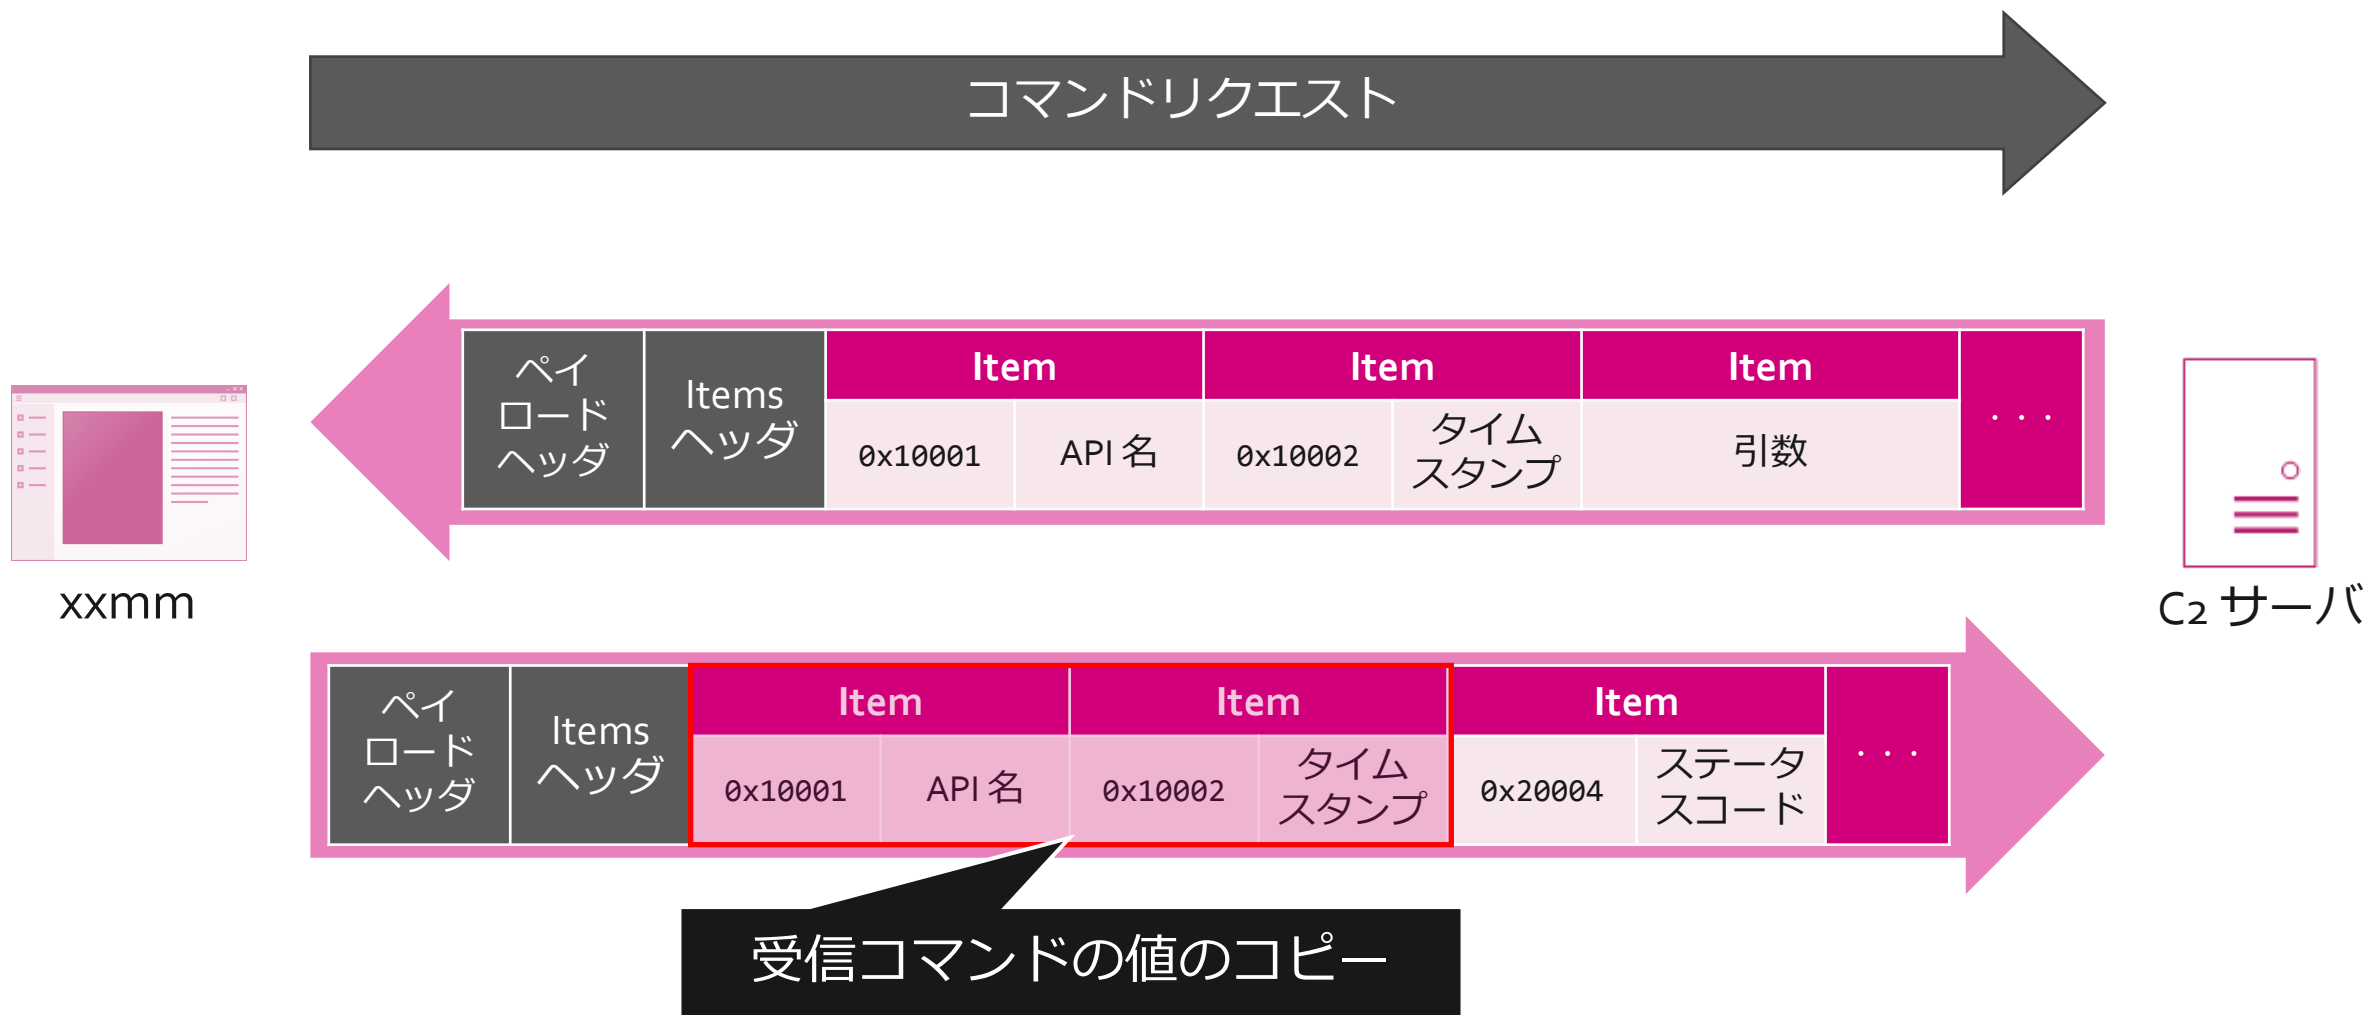 コマンドリクエスト
ペイ
ロード
ヘッダ
Items
ヘッダ
Item
Item
Item
0x10001
API 名
0x10002
タイム
スタンプ
引数
・・・
xxmm
C2 サーバ
ペイ
ロード
ヘッダ
Items
ヘッダ
Item
Item
Item
0x10001
API 名
0x10002
タイム
スタンプ
0x20004
ステータ
スコード
・・・
受信コマンドの値のコピー